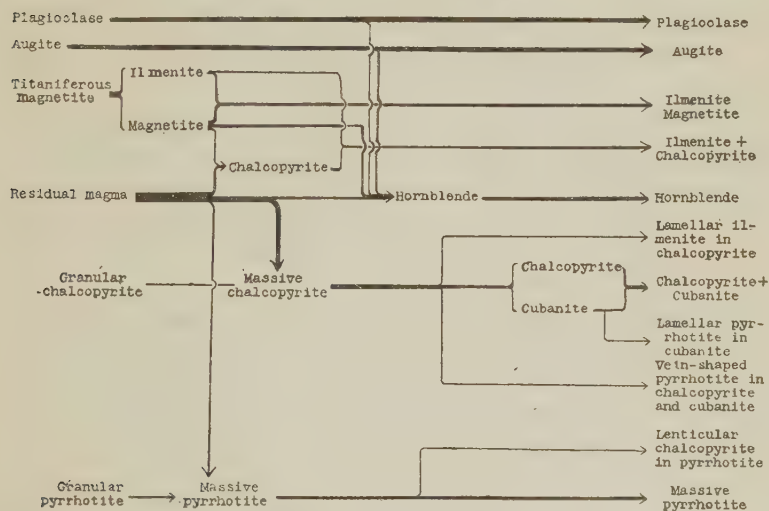 Plagioolase
Plagioolase
Augite
Augite
Titaniferous
magnetite
Ilmenite
Magnetite
Ilmenite
Magnetite
Chalcopyrite
Ilmenite +
Chalcopyrite
Residual magma
Hornblende
Hornblende
Lamellar il-
menite in
chalcopyrite
Granular
chalcopyrite
Massive
chalcopyrite
Chalcopyrite
Cubanite
Chalcopyrite+
Cubanite
Lamellar pyr-
rhotite in
cubanite
Vein-shaped
pyrrhotite in
chalcopyrite
and cubanite
Lenticular
chalcopyrite
in pyrrhotite
Granular
pyrrhotite
Massive
pyrrhotite
Massive
pyrrhotite